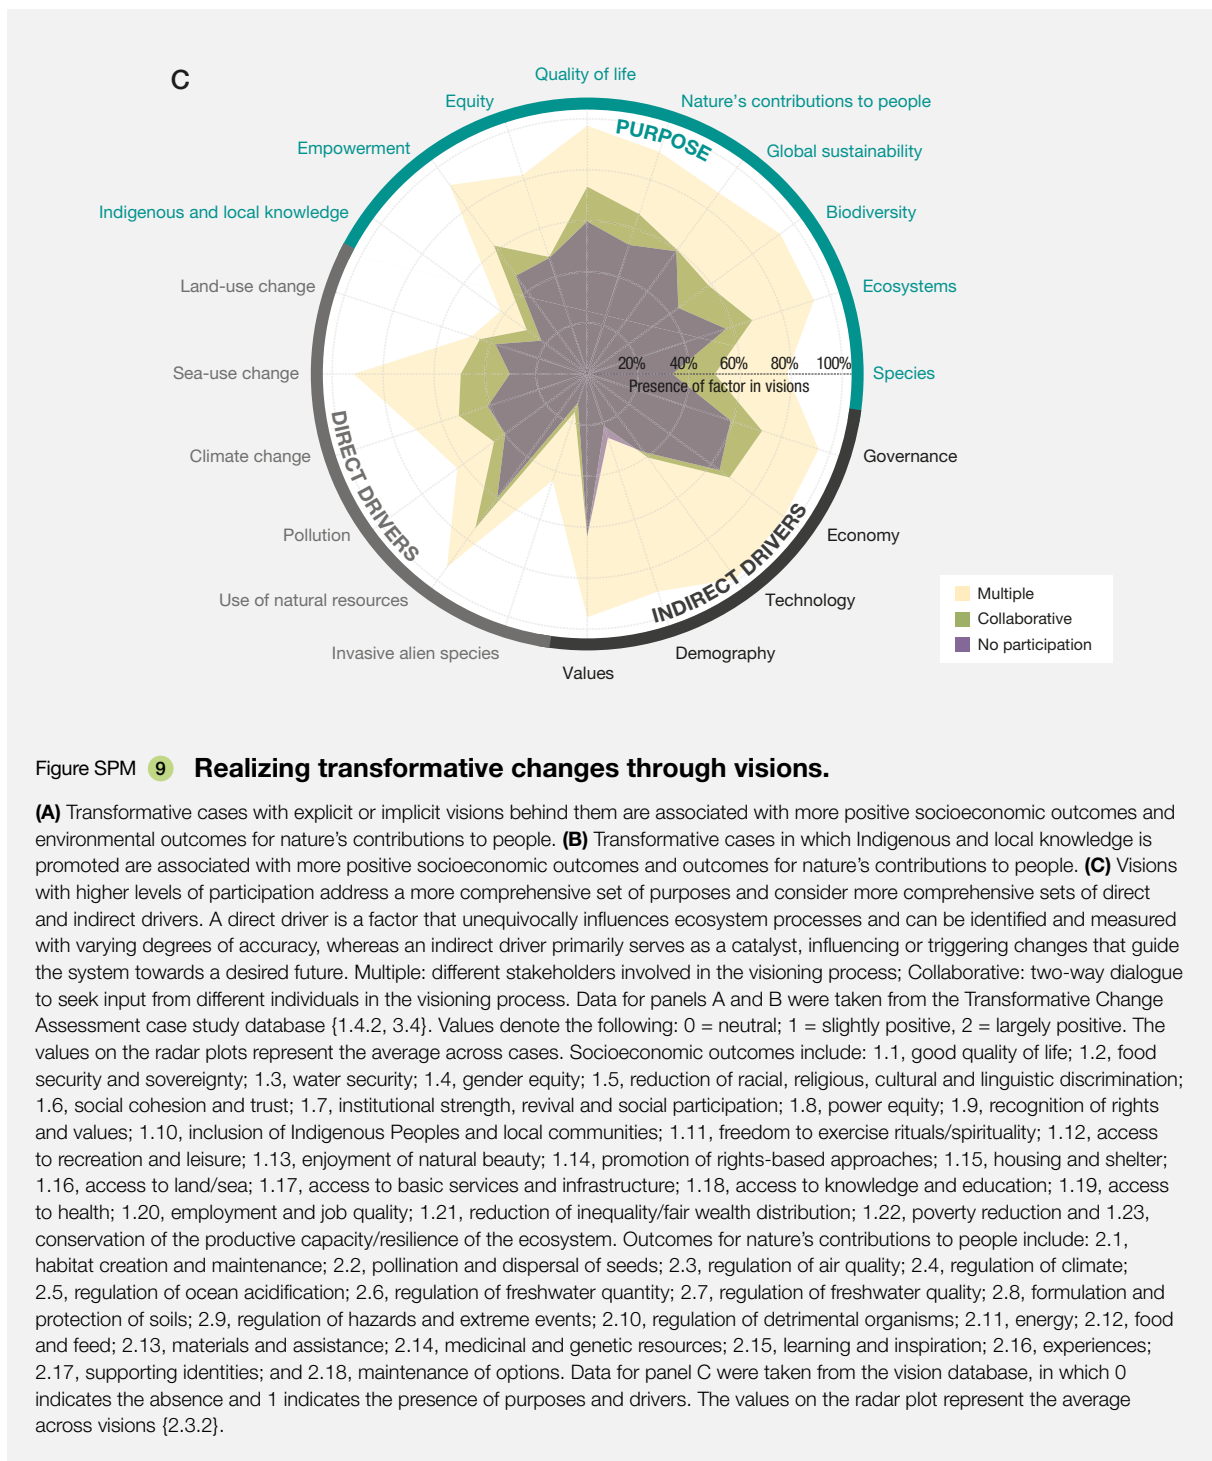 C
Quality of life
Equity
Nature's contributions to people
PURPOSE
Empowerment
Global sustainability
Indigenous and local knowledge
Biodiversity
Land-use change
Ecosystems
20% 40% 60% 80% 100%
Sea-use change
Species
Presence of factor in visions
DIRECT DRIVERS
Climate change
Governance
Pollution
Economy
INDIRECT DRIVERS
Use of natural resources
Technology
Invasive alien species
Demography
Values
Multiple
Collaborative
No participation
Figure SPM 9 Realizing transformative changes through visions.
(A) Transformative cases with explicit or implicit visions behind them are associated with more positive socioeconomic outcomes and
environmental outcomes for nature's contributions to people. (B) Transformative cases in which Indigenous and local knowledge is
promoted are associated with more positive socioeconomic outcomes and outcomes for nature's contributions to people. (C) Visions
with higher levels of participation address a more comprehensive set of purposes and consider more comprehensive sets of direct
and indirect drivers. A direct driver is a factor that unequivocally influences ecosystem processes and can be identified and measured
with varying degrees of accuracy, whereas an indirect driver primarily serves as a catalyst, influencing or triggering changes that guide
the system towards a desired future. Multiple: different stakeholders involved in the visioning process; Collaborative: two-way dialogue
to seek input from different individuals in the visioning process. Data for panels A and B were taken from the Transformative Change
Assessment case study database {1.4.2, 3.4}. Values denote the following: 0 = neutral; 1 = slightly positive, 2 = largely positive. The
values on the radar plots represent the average across cases. Socioeconomic outcomes include: 1.1, good quality of life; 1.2, food
security and sovereignty; 1.3, water security; 1.4, gender equity; 1.5, reduction of racial, religious, cultural and linguistic discrimination;
1.6, social cohesion and trust; 1.7, institutional strength, revival and social participation; 1.8, power equity; 1.9, recognition of rights
and values; 1.10, inclusion of Indigenous Peoples and local communities; 1.11, freedom to exercise rituals/spirituality; 1.12, access
to recreation and leisure; 1.13, enjoyment of natural beauty; 1.14, promotion of rights-based approaches; 1.15, housing and shelter;
1.16, access to land/sea; 1.17, access to basic services and infrastructure; 1.18, access to knowledge and education; 1.19, access
to health; 1.20, employment and job quality; 1.21, reduction of inequality/fair wealth distribution; 1.22, poverty reduction and 1.23,
conservation of the productive capacity/resilience of the ecosystem. Outcomes for nature's contributions to people include: 2.1,
habitat creation and maintenance; 2.2, pollination and dispersal of seeds; 2.3, regulation of air quality; 2.4, regulation of climate;
2.5, regulation of ocean acidification; 2.6, regulation of freshwater quantity; 2.7, regulation of freshwater quality; 2.8, formulation and
protection of soils; 2.9, regulation of hazards and extreme events; 2.10, regulation of detrimental organisms; 2.11, energy; 2.12, food
and feed; 2.13, materials and assistance; 2.14, medicinal and genetic resources; 2.15, learning and inspiration; 2.16, experiences;
2.17, supporting identities; and 2.18, maintenance of options. Data for panel C were taken from the vision database, in which 0
indicates the absence and 1 indicates the presence of purposes and drivers. The values on the radar plot represent the average
across visions {2.3.2}.